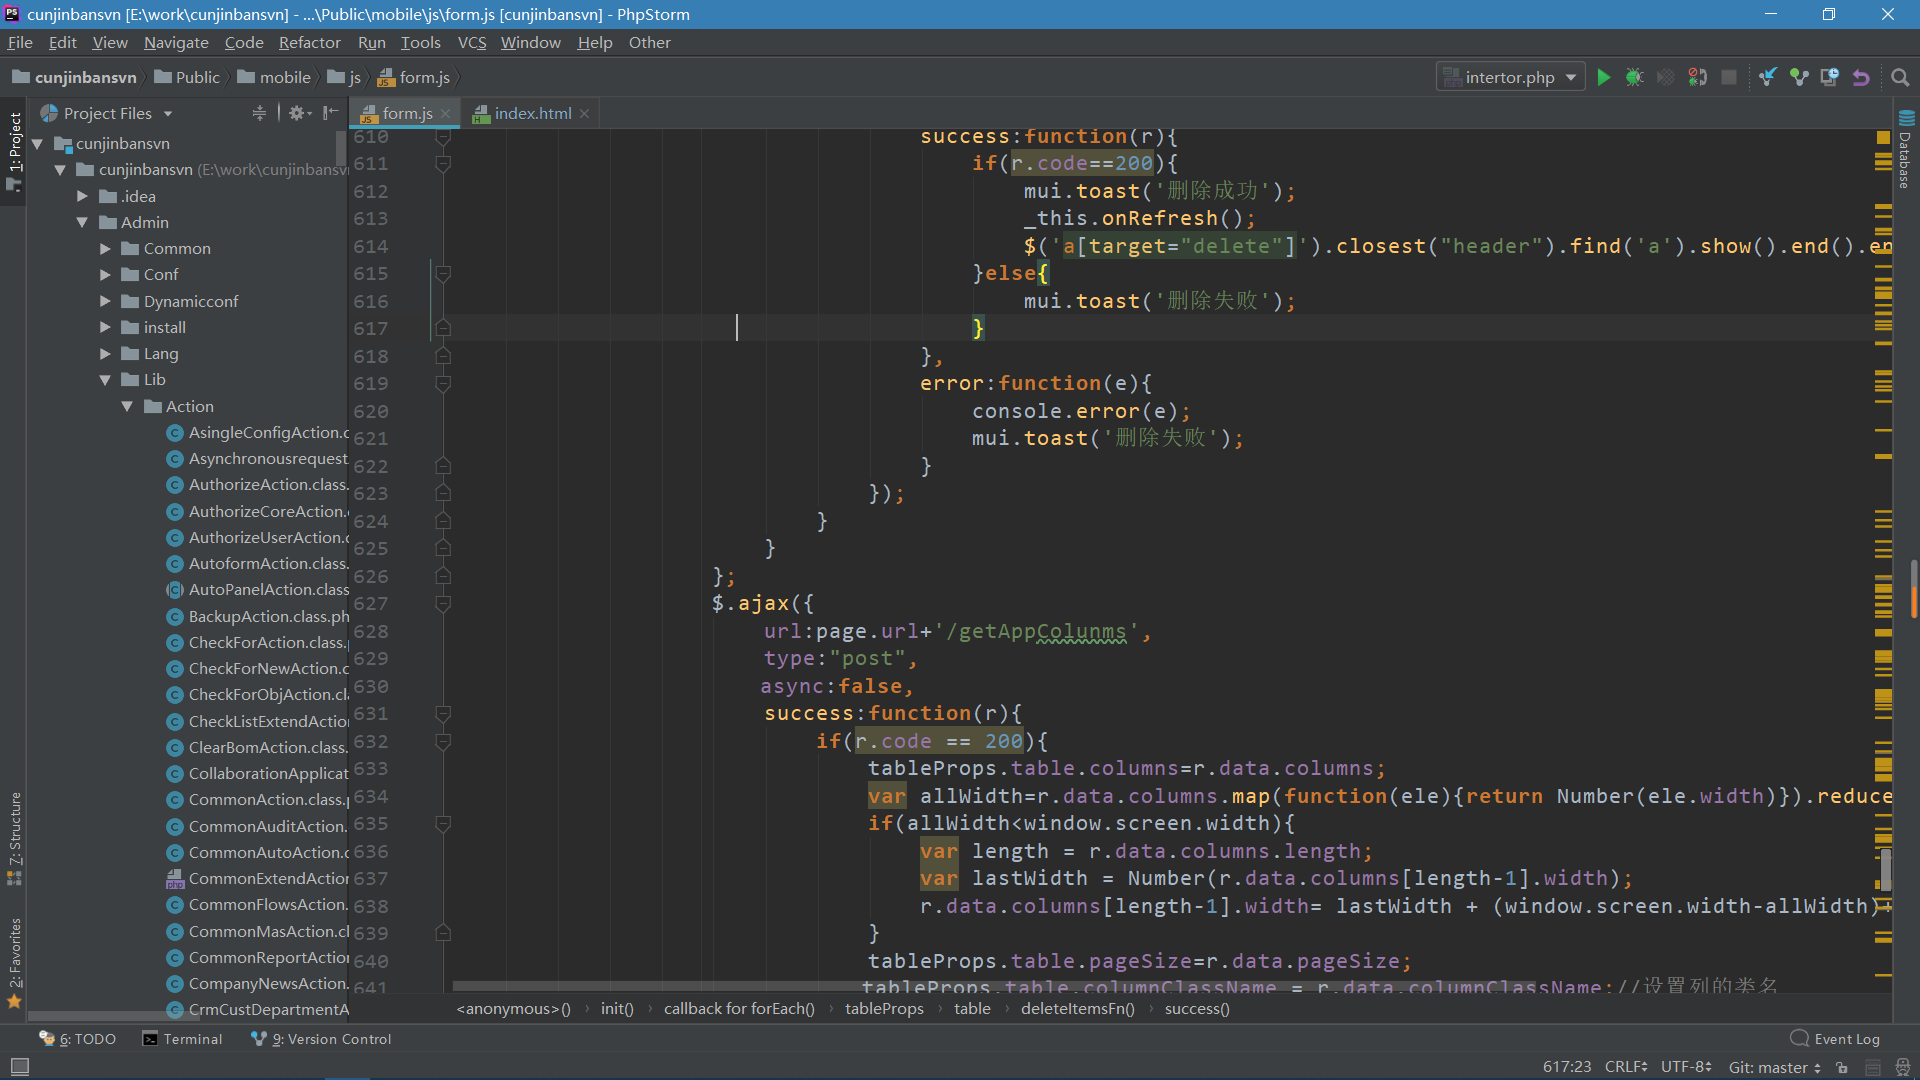 cunjinbansvn [E:\work\cunjinbansvn] - ...\Public\mobile\js\form.js [cunjinbansvn] - PhpStorm
File Edit View Navigate Code Refactor Run Tools VCS Window Help Other
cunjinbansvn Public mobile js form.js intertor.php
1: Project
Project Files
cunjinbansvn
cunjinbansvn (E:\work\cunjinbansv
.idea
Admin
Common
Conf
Dynamicconf
install
Lang
Lib
Action
AsingleConfigAction.c
Asynchronousrequest
AuthorizeAction.class.
AuthorizeCoreAction.
AuthorizeUserAction.c
AutoformAction.class.
AutoPanelAction.class
BackupAction.class.ph
CheckForAction.class.
CheckForNewAction.c
CheckForObjAction.cl
CheckListExtendAction
ClearBomAction.class.
CollaborationApplicat
CommonAction.class.p
CommonAuditAction.
CommonAutoAction.c
CommonExtendAction
CommonFlowsAction.
CommonMasAction.cl
CommonReportAction
CompanyNewsAction.
CrmCustDepartmentA
7: Structure
2: Favorites
form.js index.html
610 success:function(r){
611 if(r.code==200){
612 mui.toast('删除成功');
613 _this.onRefresh();
614 $('a[target="delete"]').closest("header").find('a').show().end().en
615 }else{
616 mui.toast('删除失败');
617 }
618 },
619 error:function(e){
620 console.error(e);
621 mui.toast('删除失败');
622 }
623 });
624 }
625 }
626 };
627 $.ajax({
628 url:page.url+'/getAppColunms',
629 type:"post",
630 async:false,
631 success:function(r){
632 if(r.code == 200){
633 tableProps.table.columns=r.data.columns;
634 var allWidth=r.data.columns.map(function(ele){return Number(ele.width)}).reduce
635 if(allWidth<window.screen.width){
636 var length = r.data.columns.length;
637 var lastWidth = Number(r.data.columns[length-1].width);
638 r.data.columns[length-1].width= lastWidth + (window.screen.width-allWidth)+
639 }
640 tableProps.table.pageSize=r.data.pageSize;
641 tableProps.table.columnClassName = r.data.columnClassName;//设置列的类名
<anonymous>() › init() › callback for forEach() › tableProps › table › deleteItemsFn() › success()
Database
6: TODO Terminal 9: Version Control Event Log
617:23 CRLF UTF-8 Git: master